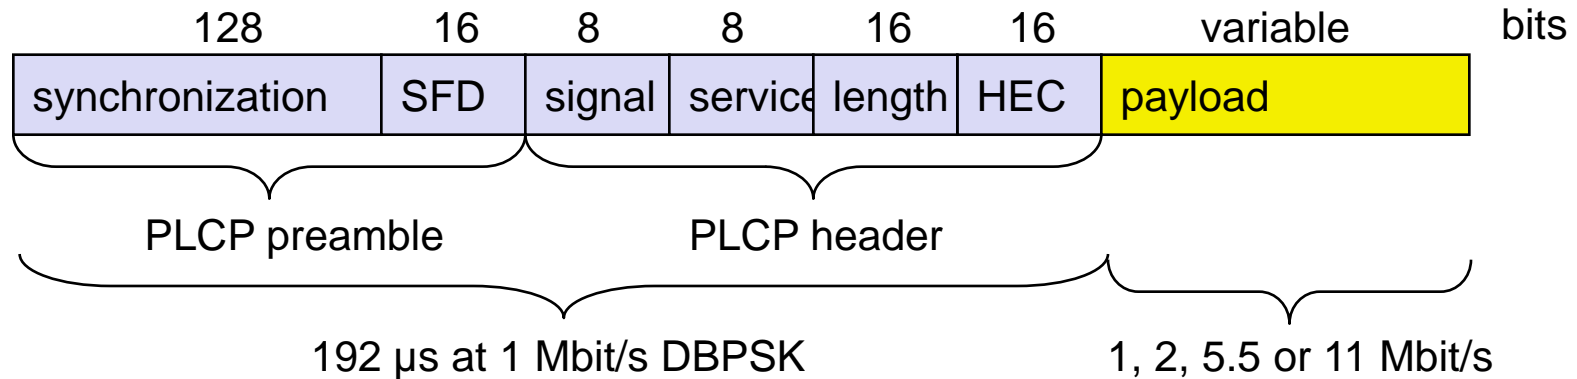 128 16 8 8 16 16 variable bits
synchronization SFD signal service length HEC payload
PLCP preamble PLCP header
192 µs at 1 Mbit/s DBPSK 1, 2, 5.5 or 11 Mbit/s